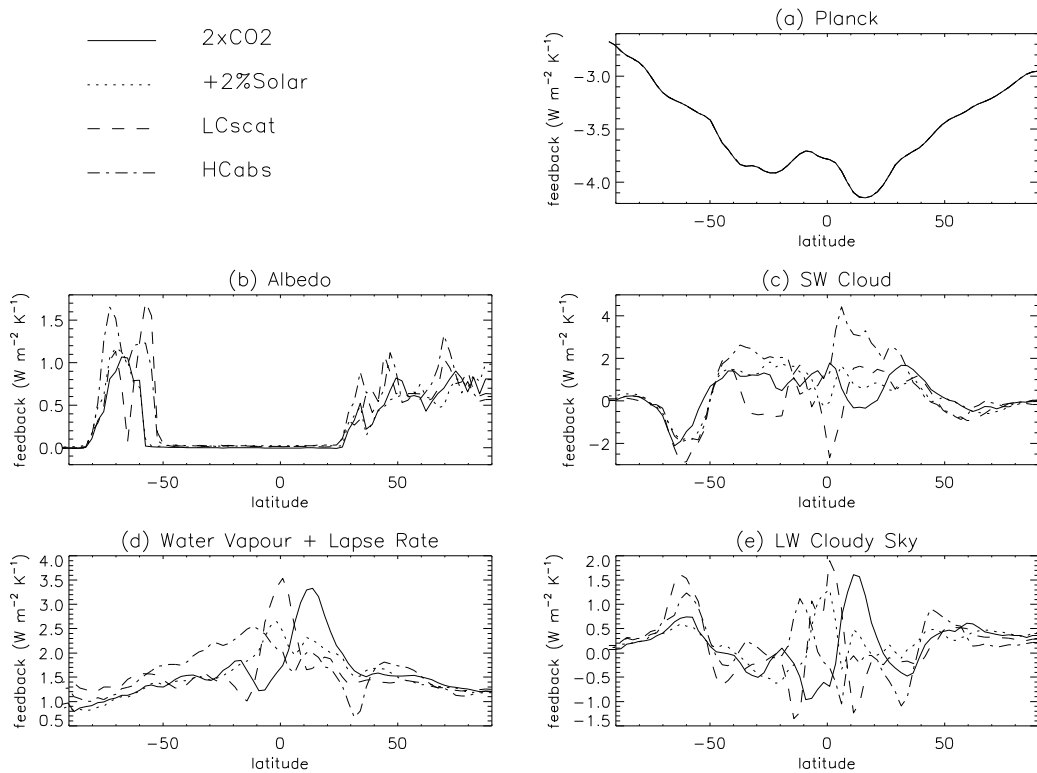 2xCO2
+2%Solar
LCscat
HCabs
(a) Planck
feedback (W m⁻² K⁻¹)
-3.0
-3.5
-4.0
-50
0
50
latitude
(b) Albedo
feedback (W m⁻² K⁻¹)
1.5
1.0
0.5
0.0
-50
0
50
latitude
(c) SW Cloud
feedback (W m⁻² K⁻¹)
4
2
0
-2
-50
0
50
latitude
(d) Water Vapour + Lapse Rate
feedback (W m⁻² K⁻¹)
4.0
3.5
3.0
2.5
2.0
1.5
1.0
0.5
-50
0
50
latitude
(e) LW Cloudy Sky
feedback (W m⁻² K⁻¹)
2.0
1.5
1.0
0.5
0.0
-0.5
-1.0
-1.5
-50
0
50
latitude